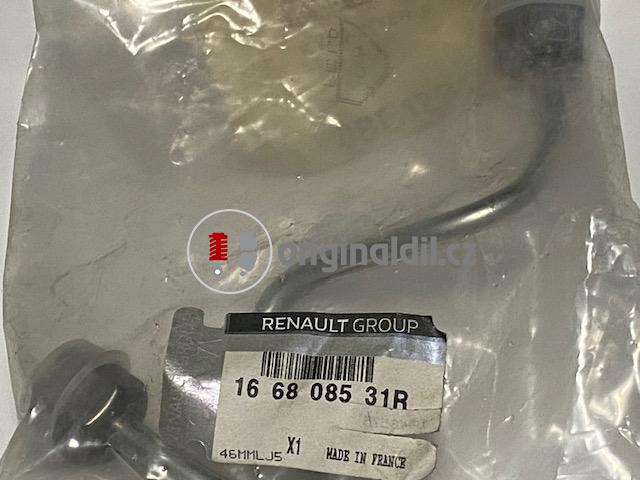 originaldil.cz
RENAULT GROUP
16 68 085 31R
46MMLJ5 X1 MADE IN FRANCE